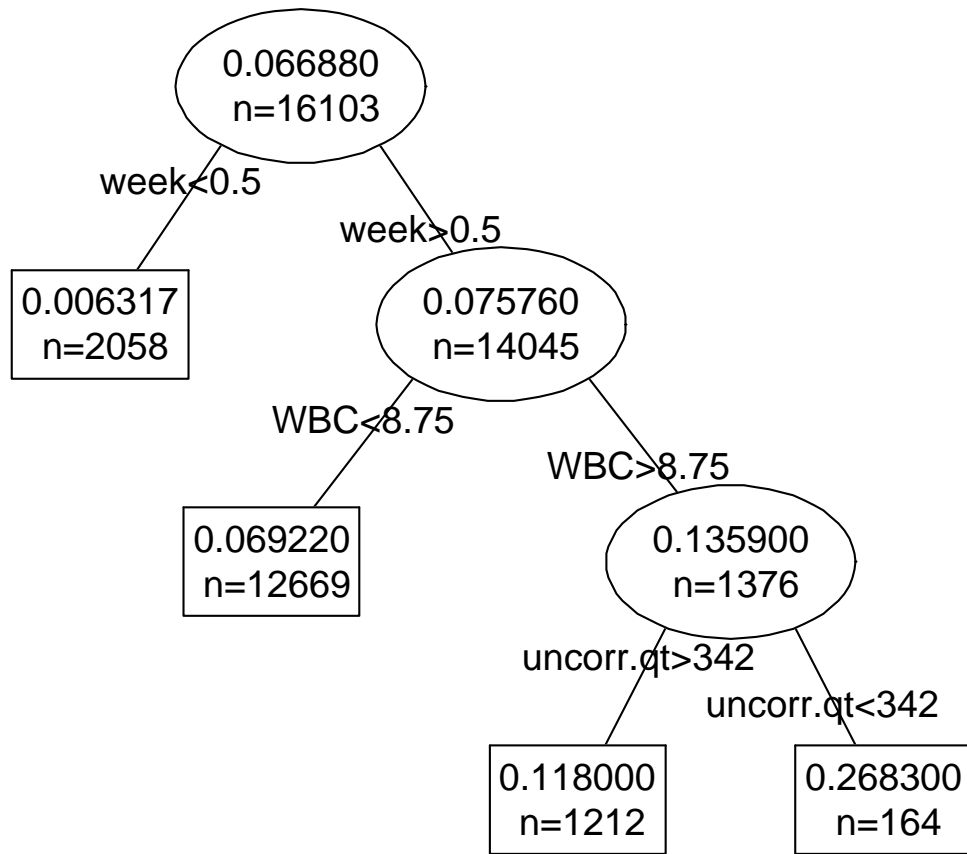 0.066880
n=16103
week<0.5
week>0.5
0.006317
n=2058
0.075760
n=14045
WBC<8.75
WBC>8.75
0.069220
n=12669
0.135900
n=1376
uncorr.qt>342
uncorr.qt<342
0.118000
n=1212
0.268300
n=164